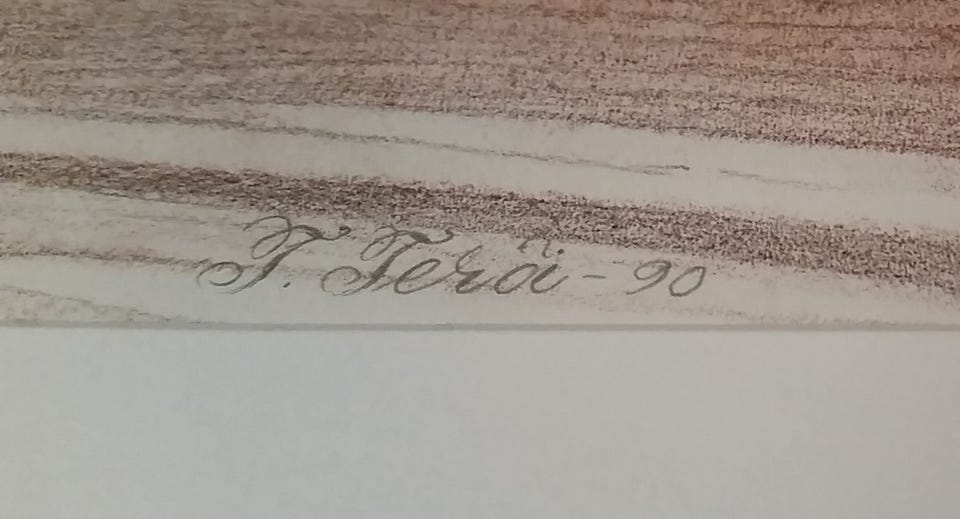 T. Terä - 90